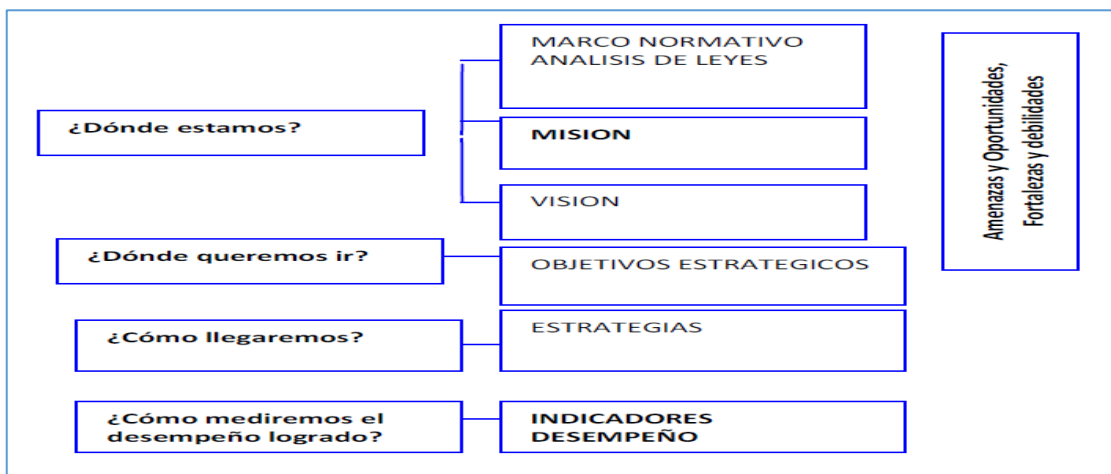 MARCO NORMATIVO
ANALISIS DE LEYES
¿Dónde estamos?
MISION
VISION
¿Dónde queremos ir?
OBJETIVOS ESTRATEGICOS
¿Cómo llegaremos?
ESTRATEGIAS
¿Cómo mediremos el
desempeño logrado?
INDICADORES
DESEMPEÑO
Amenazas y Oportunidades,
Fortalezas y debilidades